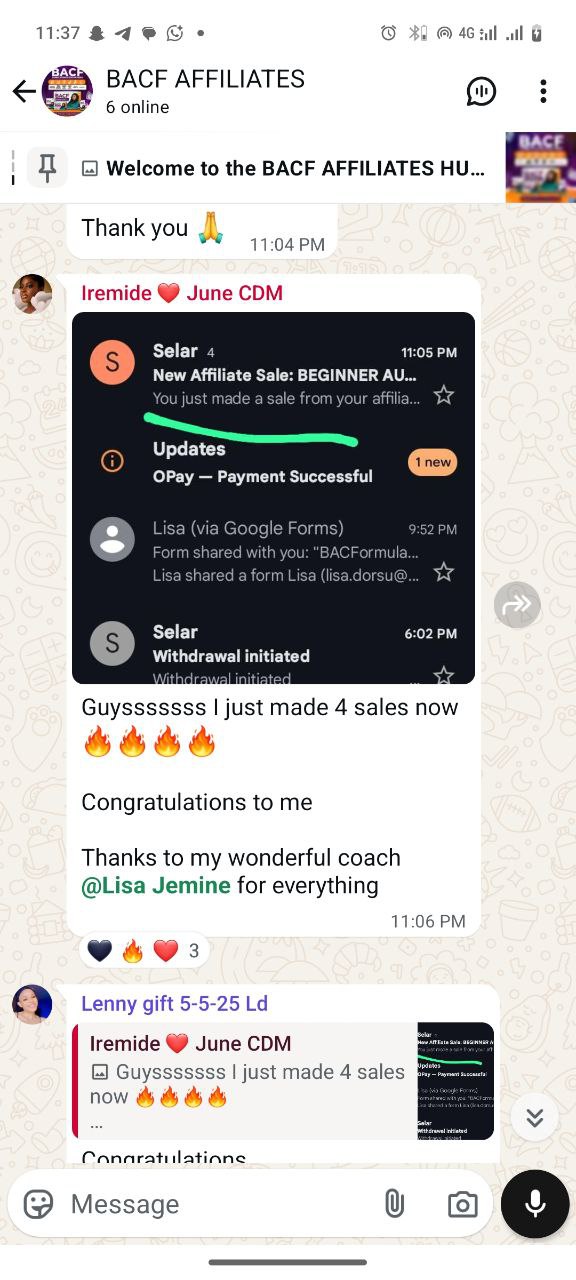 11:37
4G
BACF AFFILIATES
6 online
BACF
Welcome to the BACF AFFILIATES HU...
BACF
Thank you 🙏
11:04 PM
Iremide ❤️ June CDM
S
Selar 4
11:05 PM
New Affiliate Sale: BEGINNER AU...
You just made a sale from your affilia...
Updates
1 new
OPay — Payment Successful
Lisa (via Google Forms)
9:52 PM
Form shared with you: "BACFormula...
Lisa shared a form Lisa (lisa.dorsu@...
S
Selar
6:02 PM
Withdrawal initiated
Withdrawal initiated
Guysssssss I just made 4 sales now
🔥🔥🔥🔥
Congratulations to me
Thanks to my wonderful coach
@Lisa Jemine for everything
11:06 PM
🖤🔥❤️ 3
Lenny gift 5-5-25 Ld
Iremide ❤️ June CDM
Guysssssss I just made 4 sales
now 🔥🔥🔥🔥
...
Congratulations
Message